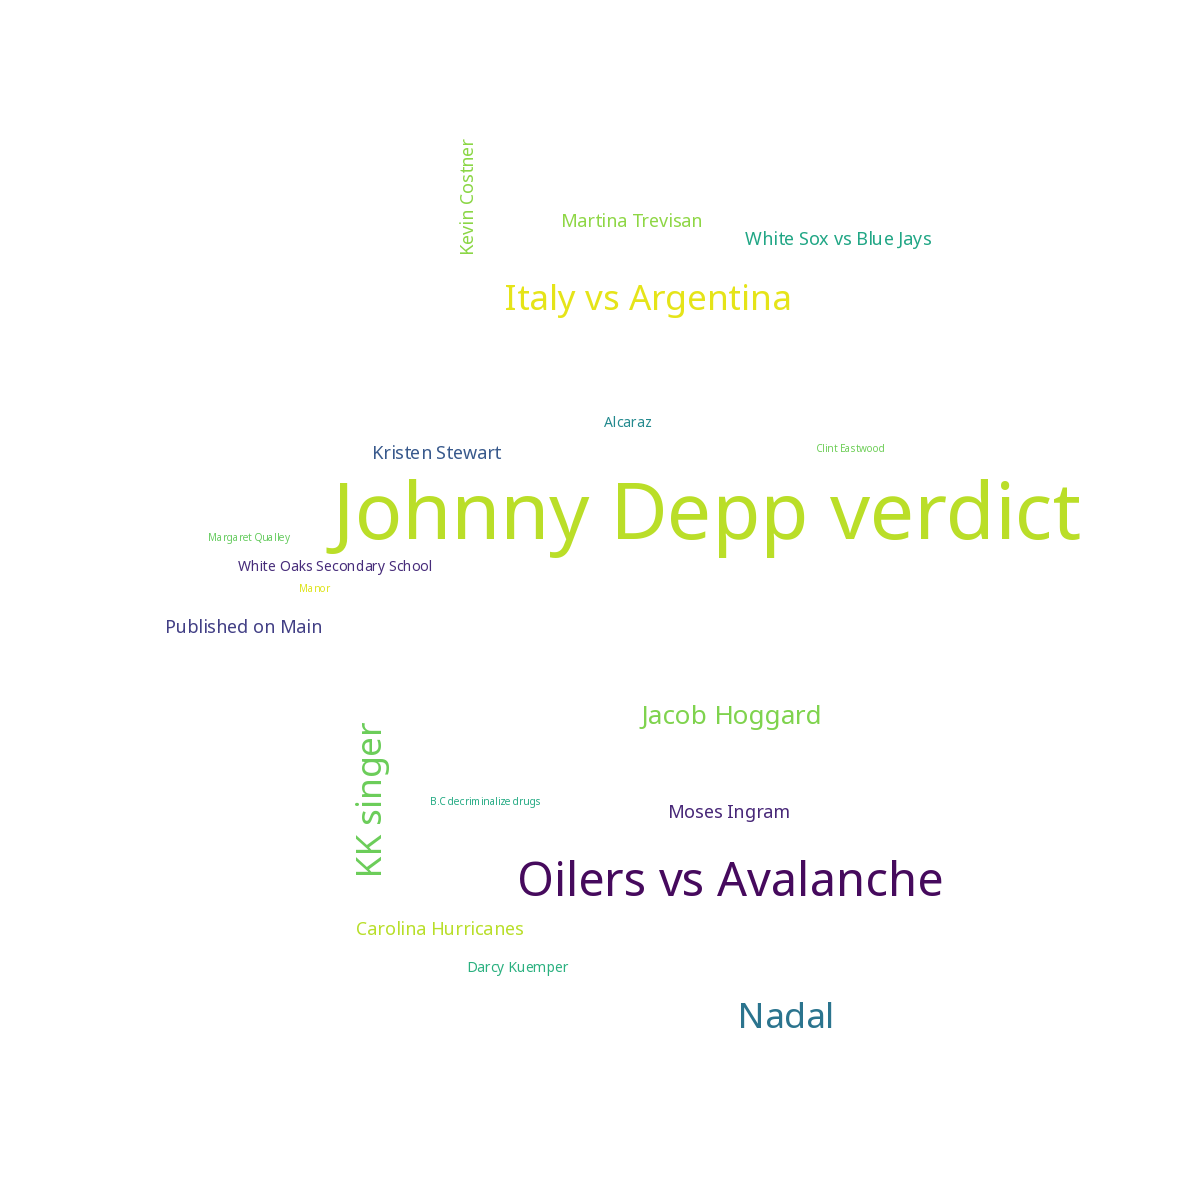 Kevin Costner
Martina Trevisan
White Sox vs Blue Jays
Italy vs Argentina
Alcaraz
Kristen Stewart
Clint Eastwood
Johnny Depp verdict
Margaret Qualley
White Oaks Secondary School
Manor
Published on Main
Jacob Hoggard
KK singer
B.C decriminalize drugs
Moses Ingram
Oilers vs Avalanche
Carolina Hurricanes
Darcy Kuemper
Nadal